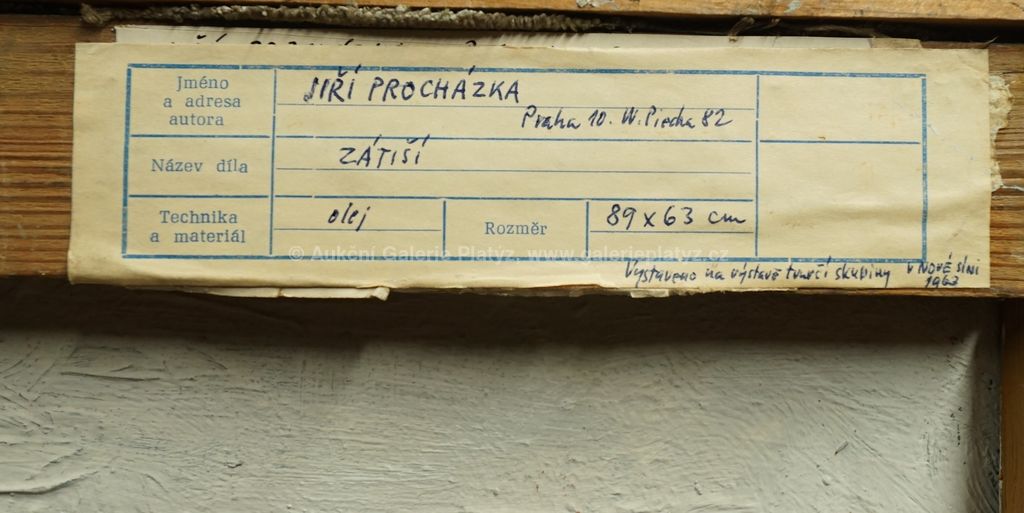 Jméno
a adresa
autora
JIŘÍ PROCHÁZKA
Praha 10. W. Piecka 82
Název díla
ZÁTIŠÍ
Technika
a materiál
olej
Rozměr
89 x 63 cm
© Aukční Galerie Platýz, www.galerieplatyz.cz
Vystaveno na výstavě tvůrčí skupiny v NOVÉ síni